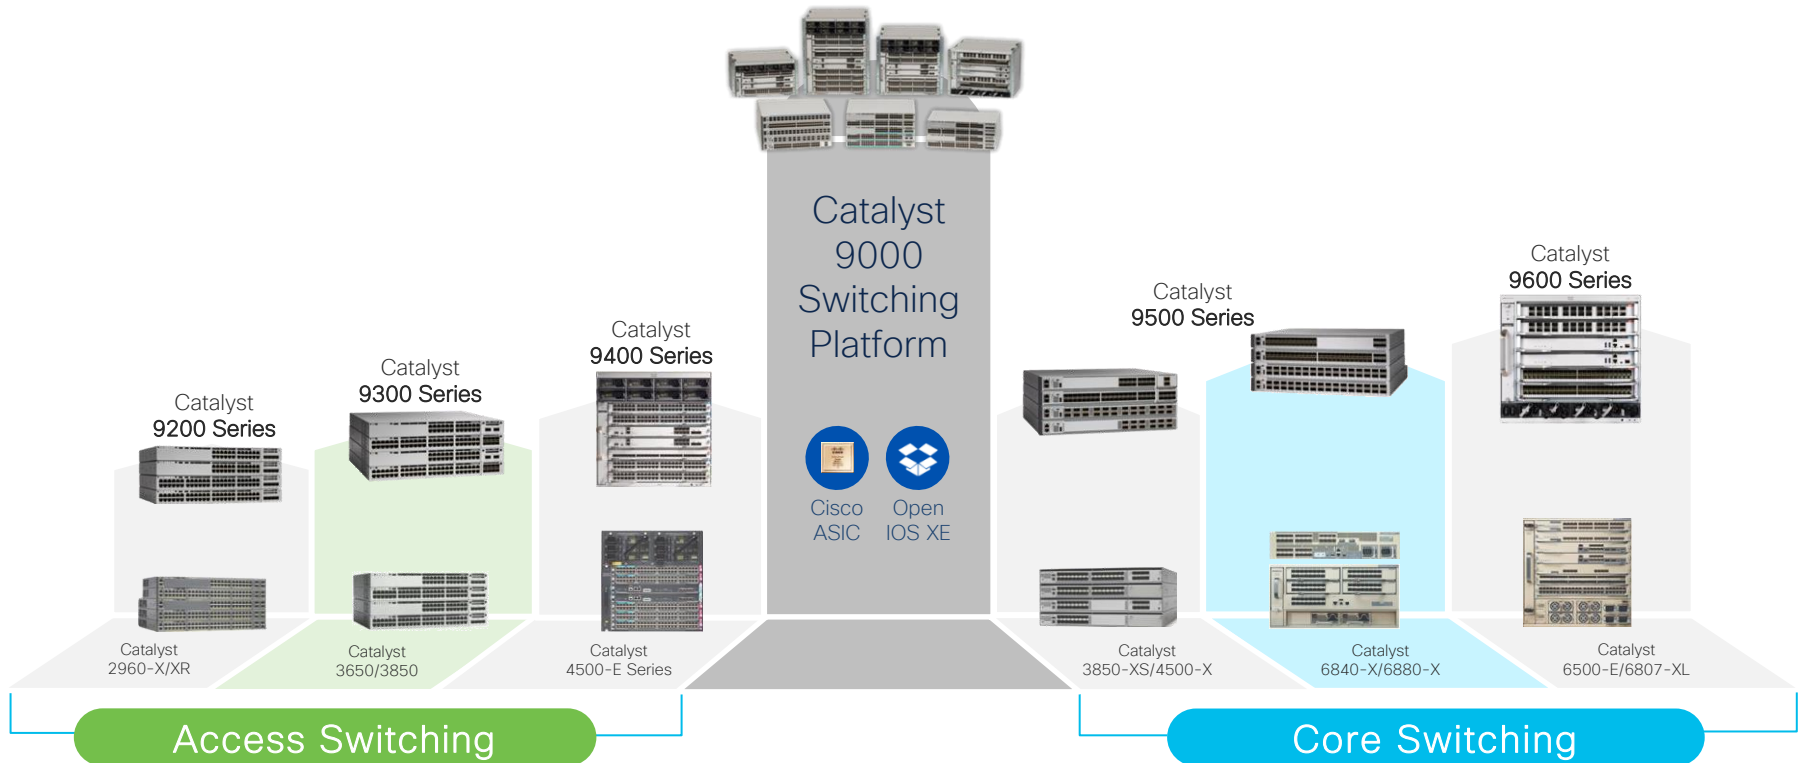 Catalyst
9000
Switching
Platform
Cisco
ASIC
Open
IOS XE
Catalyst
9200 Series
Catalyst
9300 Series
Catalyst
9400 Series
Catalyst
9500 Series
Catalyst
9600 Series
Catalyst
2960-X/XR
Catalyst
3650/3850
Catalyst
4500-E Series
Catalyst
3850-XS/4500-X
Catalyst
6840-X/6880-X
Catalyst
6500-E/6807-XL
Access Switching
Core Switching